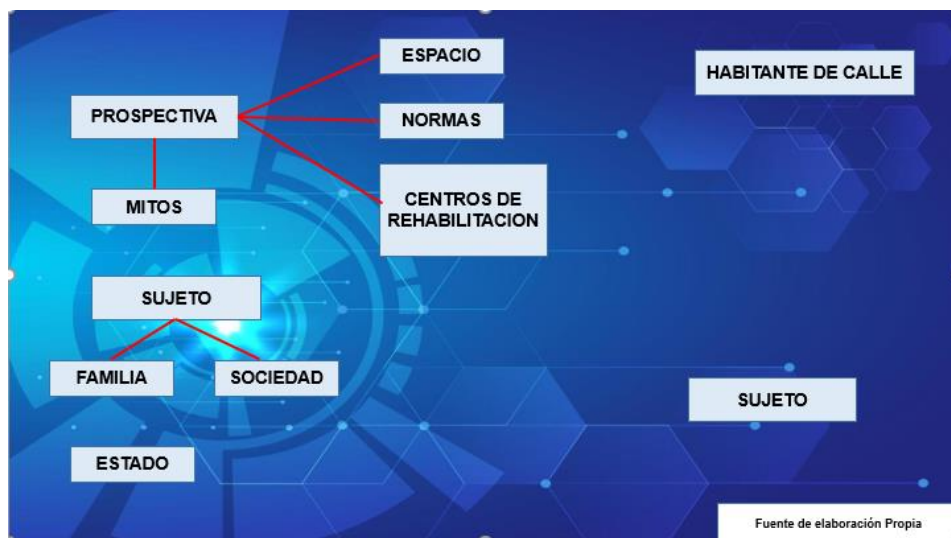 ESPACIO
HABITANTE DE CALLE
PROSPECTIVA
NORMAS
CENTROS DE
REHABILITACION
MITOS
SUJETO
FAMILIA
SOCIEDAD
SUJETO
ESTADO
Fuente de elaboración Propia